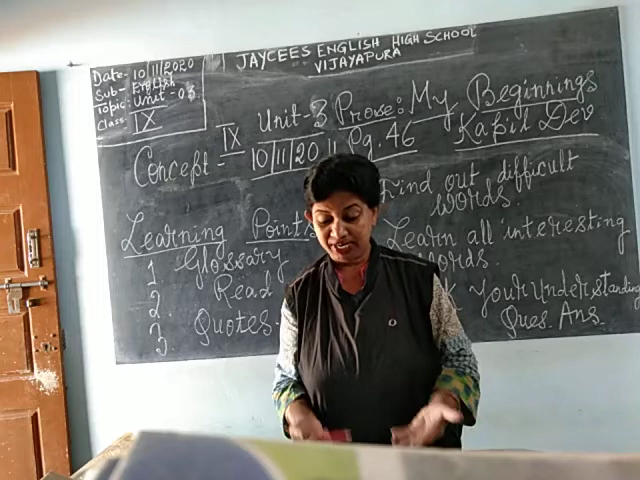 JAYCEES ENGLISH HIGH SCHOOL
VIJAYAPURA
Date- 10/11/2020
Sub- English
Topic: Unit-03
Class: IX
IX Unit-3 Prose: My Beginnings
Concept = 10/11/20 Pg. 46 Kapil Dev
Find out difficult
words.
Learning Points
Learn all interesting
words.
1 Glossary
2. Read
3. Quotes-
Your understanding
Ques. Ans.